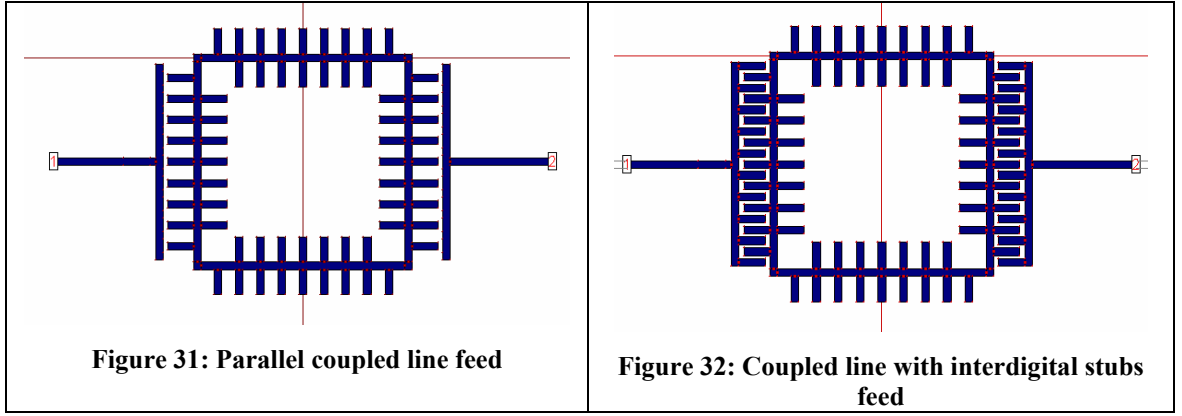 1
2
Figure 31: Parallel coupled line feed
1
2
Figure 32: Coupled line with interdigital stubs
feed